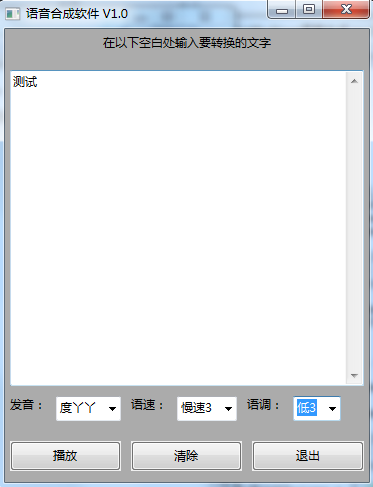 语音合成软件 V1.0
在以下空白处输入要转换的文字
测试
发音： 度丫丫 语速： 慢速3 语调： 低3
播放 清除 退出